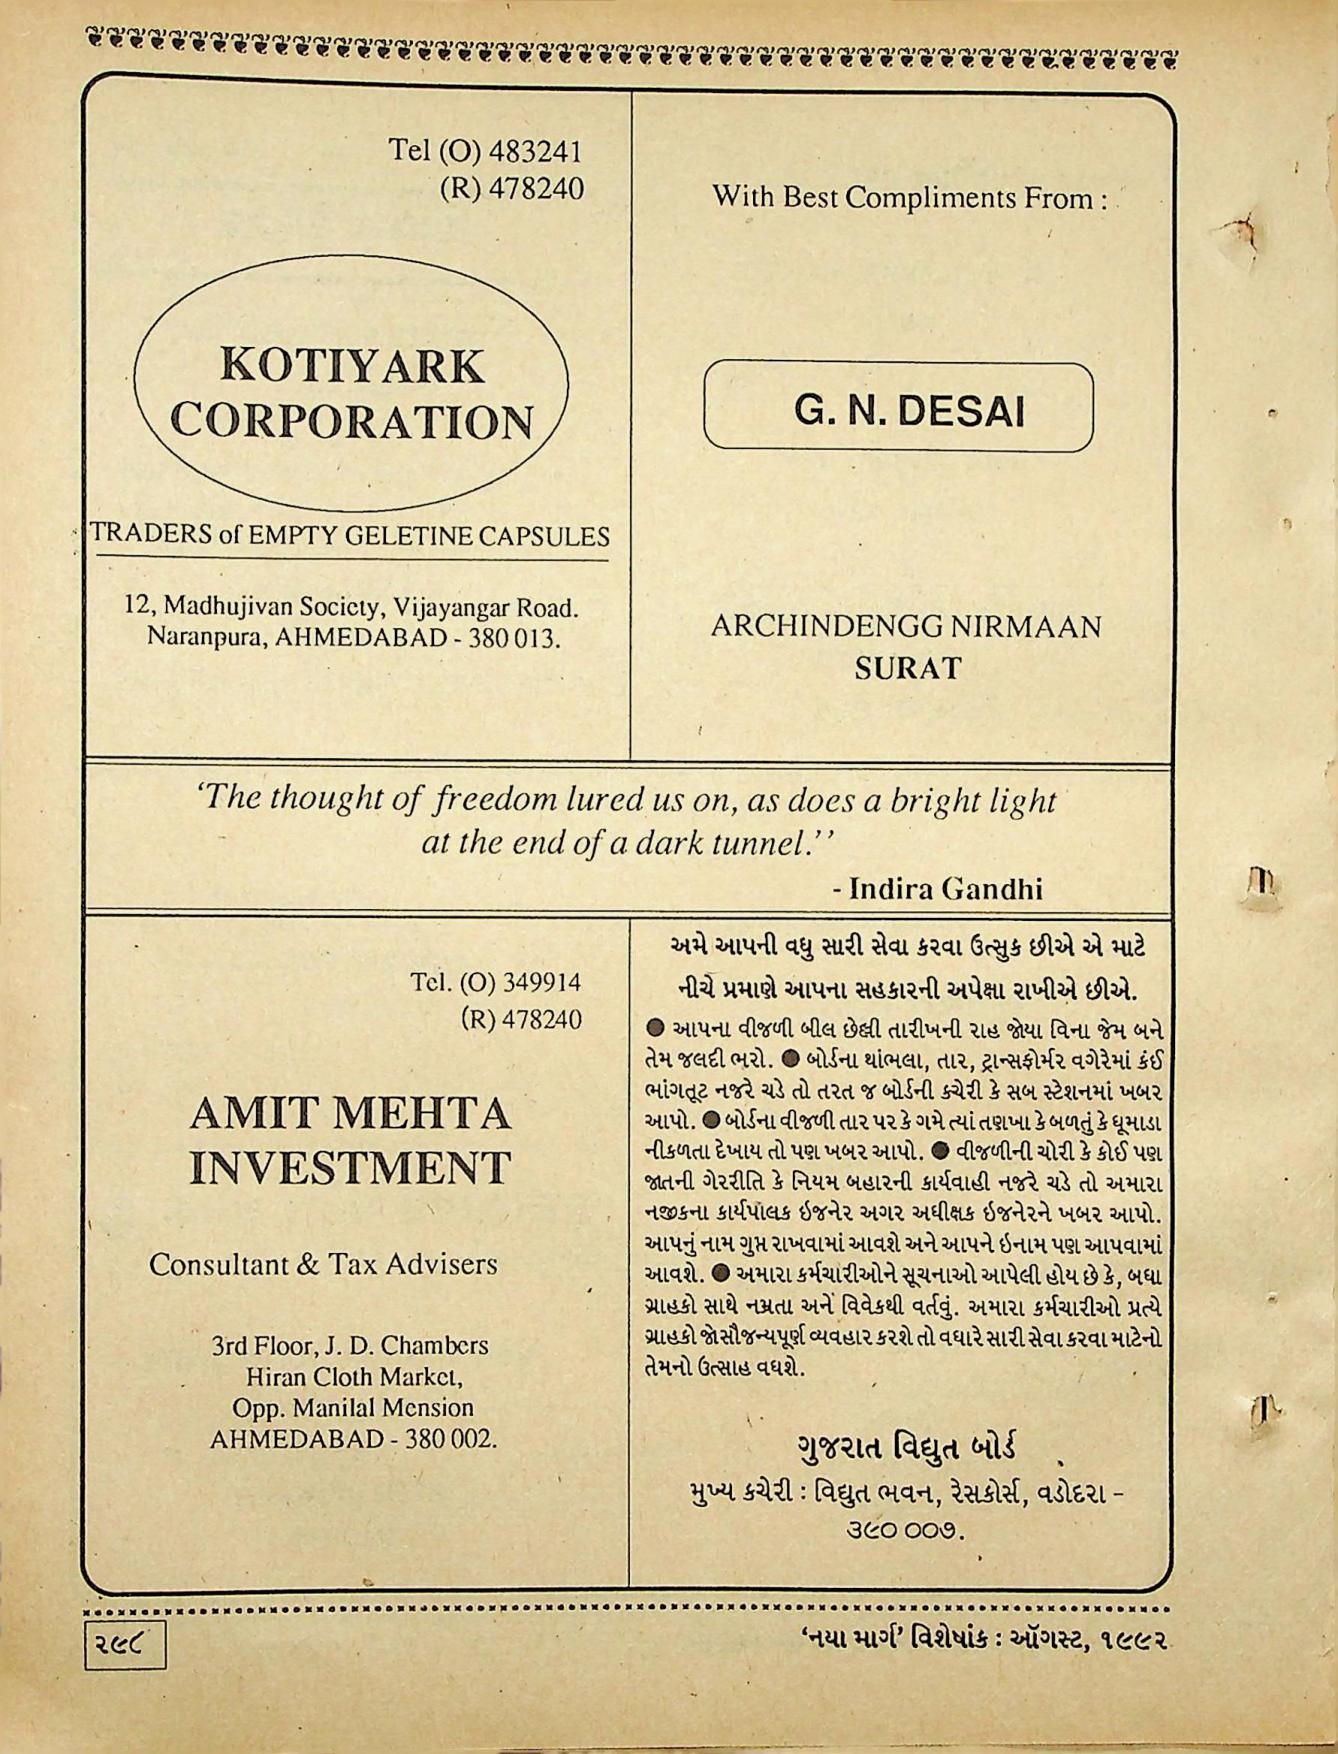 Tel (O) 483241
(R) 478240
KOTIYARK
CORPORATION
TRADERS of EMPTY GELETINE CAPSULES
12, Madhujivan Society, Vijayangar Road.
Naranpura, AHMEDABAD - 380 013.
With Best Compliments From :
G. N. DESAI
ARCHINDENGG NIRMAAN
SURAT
‘The thought of freedom lured us on, as does a bright light
at the end of a dark tunnel.’’
- Indira Gandhi
Tel. (O) 349914
(R) 478240
AMIT MEHTA
INVESTMENT
Consultant & Tax Advisers
3rd Floor, J. D. Chambers
Hiran Cloth Market,
Opp. Manilal Mension
AHMEDABAD - 380 002.
અમે આપની વધુ સારી સેવા કરવા ઉત્સુક છીએ એ માટે
નીચે પ્રમાણે આપના સહકારની અપેક્ષા રાખીએ છીએ.
● આપના વીજળી બીલ છેલ્લી તારીખની રાહ જોયા વિના જેમ બને
તેમ જલદી ભરો. ● બોર્ડના થાંભલા, તાર, ટ્રાન્સફોર્મર વગેરેમાં કંઈ
ભાંગતૂટ નજરે ચડે તો તરત જ બોર્ડની કચેરી કે સબ સ્ટેશનમાં ખબર
આપો. ● બોર્ડના વીજળી તાર પર કે ગમે ત્યાં તણખા કે બળતું કે ધૂમાડા
નીકળતા દેખાય તો પણ ખબર આપો. ● વીજળીની ચોરી કે કોઈ પણ
જાતની ગેરરીતિ કે નિયમ બહારની કાર્યવાહી નજરે ચડે તો અમારા
નજીકના કાર્યપાલક ઇજનેર અગર અધીક્ષક ઇજનેરને ખબર આપો.
આપનું નામ ગુપ્ત રાખવામાં આવશે અને આપને ઇનામ પણ આપવામાં
આવશે. ● અમારા કર્મચારીઓને સૂચનાઓ આપેલી હોય છે કે, બધા
ગ્રાહકો સાથે નમ્રતા અને વિવેકથી વર્તવું. અમારા કર્મચારીઓ પ્રત્યે
ગ્રાહકો જો સૌજન્યપૂર્ણ વ્યવહાર કરશે તો વધારે સારી સેવા કરવા માટેનો
તેમનો ઉત્સાહ વધશે.
ગુજરાત વિદ્યુત બોર્ડ
મુખ્ય કચેરી : વિદ્યુત ભવન, રેસકોર્સ, વડોદરા -
૩૯૦ ૦૦૭.
૨૯૮
‘નયા માર્ગ’ વિશેષાંક : ઑગસ્ટ, ૧૯૯૨